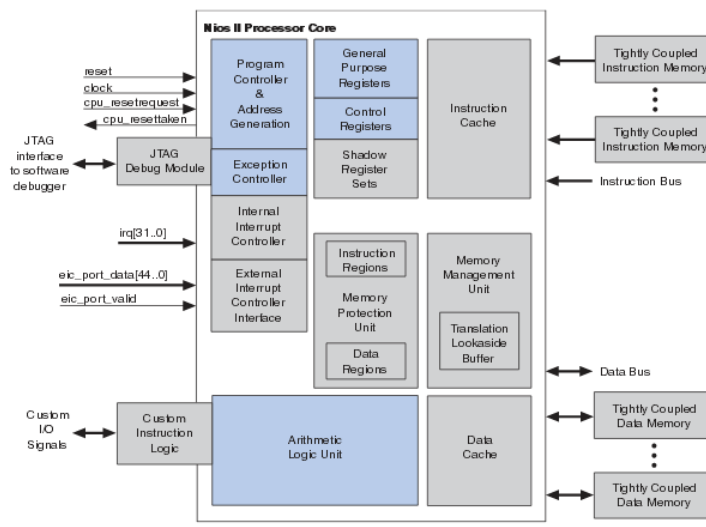 Nios II Processor Core
reset
clock
cpu_resetrequest
cpu_resettaken
JTAG
interface
to software
debugger
JTAG
Debug Module
irq[31..0]
eic_port_data[44..0]
eic_port_valid
Custom
I/O
Signals
Custom
Instruction
Logic
Program
Controller
&
Address
Generation
Exception
Controller
Internal
Interrupt
Controller
External
Interrupt
Controller
Interface
General
Purpose
Registers
Control
Registers
Shadow
Register
Sets
Instruction
Cache
Instruction
Regions
Memory
Protection
Unit
Data
Regions
Memory
Management
Unit
Translation
Lookaside
Buffer
Arithmetic
Logic Unit
Data
Cache
Tightly Coupled
Instruction Memory
Tightly Coupled
Instruction Memory
Instruction Bus
Data Bus
Tightly Coupled
Data Memory
Tightly Coupled
Data Memory